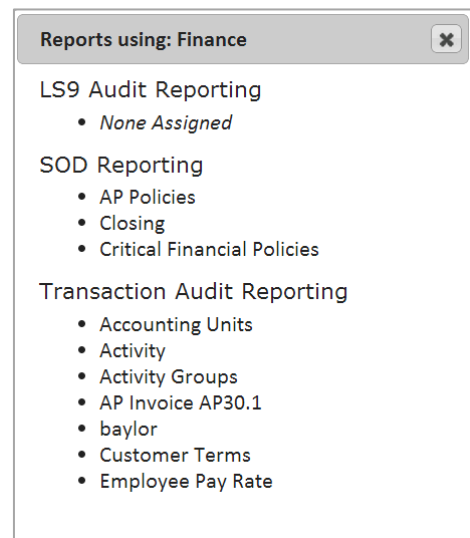 Reports using: Finance
LS9 Audit Reporting
• None Assigned
SOD Reporting
• AP Policies
• Closing
• Critical Financial Policies
Transaction Audit Reporting
• Accounting Units
• Activity
• Activity Groups
• AP Invoice AP30.1
• baylor
• Customer Terms
• Employee Pay Rate